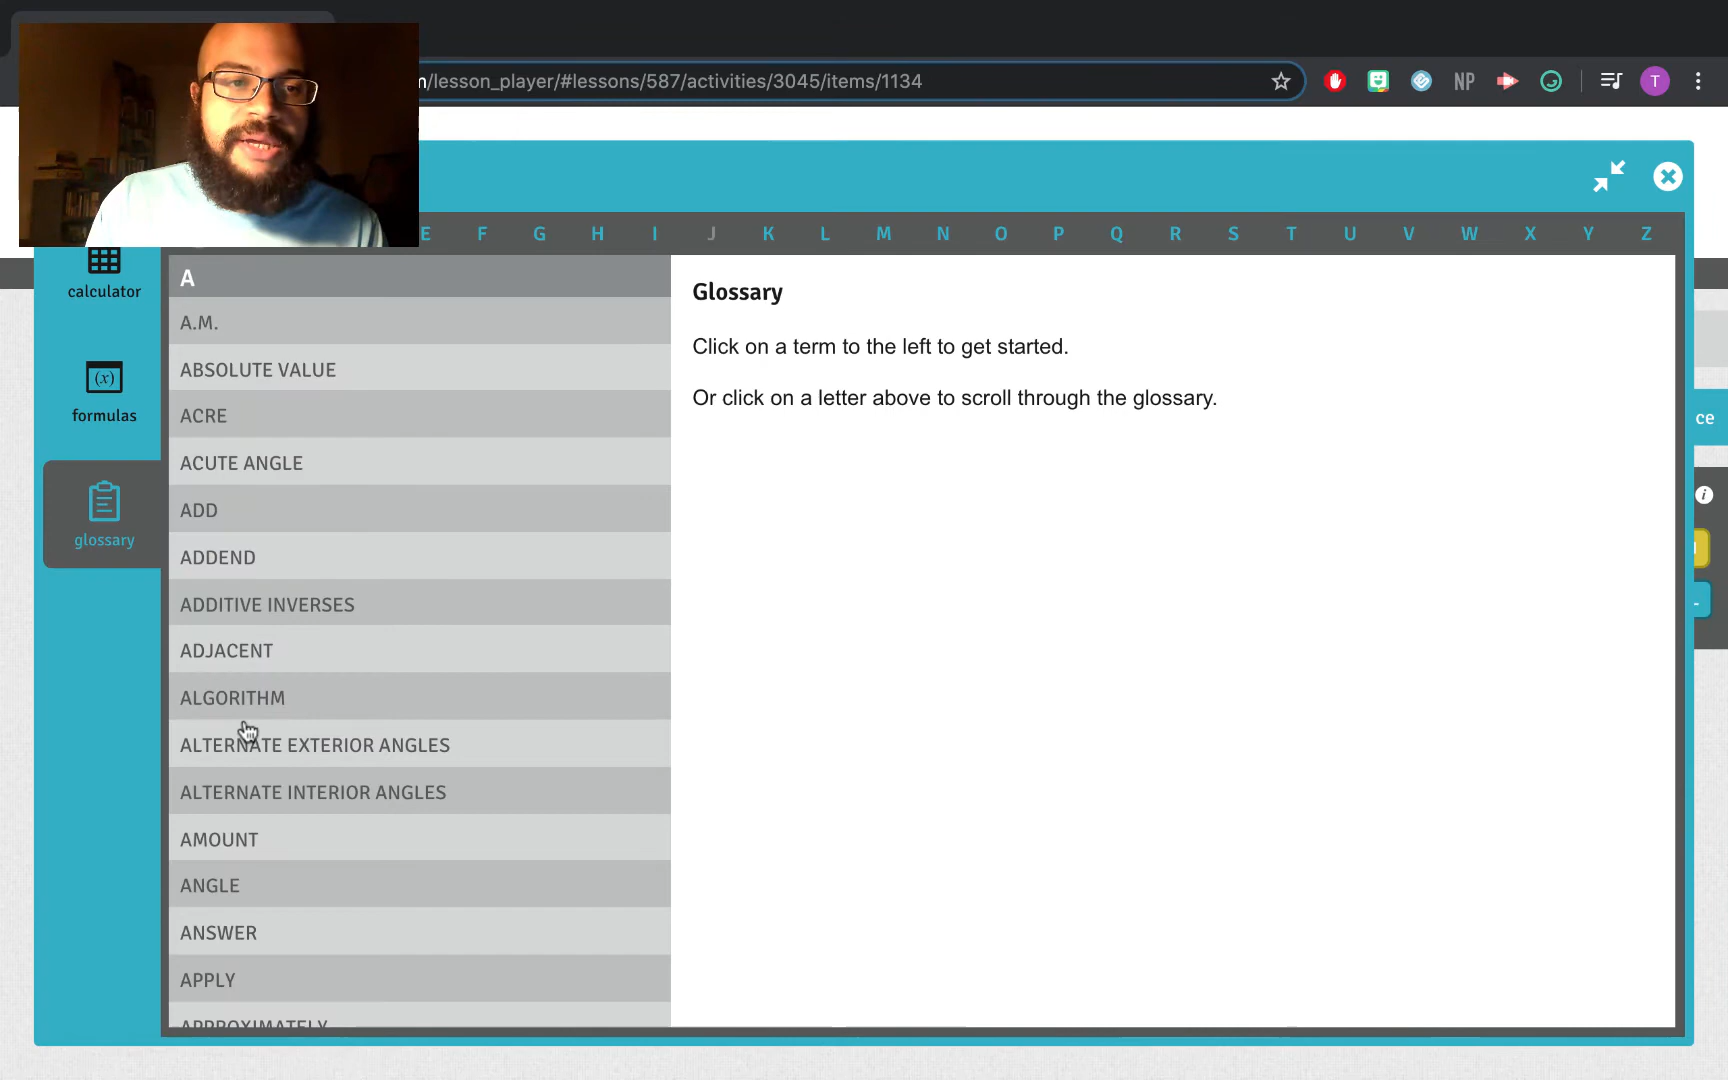 /lesson_player/#lessons/587/activities/3045/items/1134
NP
T
E F G H I J K L M N O P Q R S T U V W X Y Z
calculator
formulas
(x)
glossary
A
A.M.
ABSOLUTE VALUE
ACRE
ACUTE ANGLE
ADD
ADDEND
ADDITIVE INVERSES
ADJACENT
ALGORITHM
ALTERNATE EXTERIOR ANGLES
ALTERNATE INTERIOR ANGLES
AMOUNT
ANGLE
ANSWER
APPLY
APPROXIMATELY
Glossary
Click on a term to the left to get started.
Or click on a letter above to scroll through the glossary.
ce
i